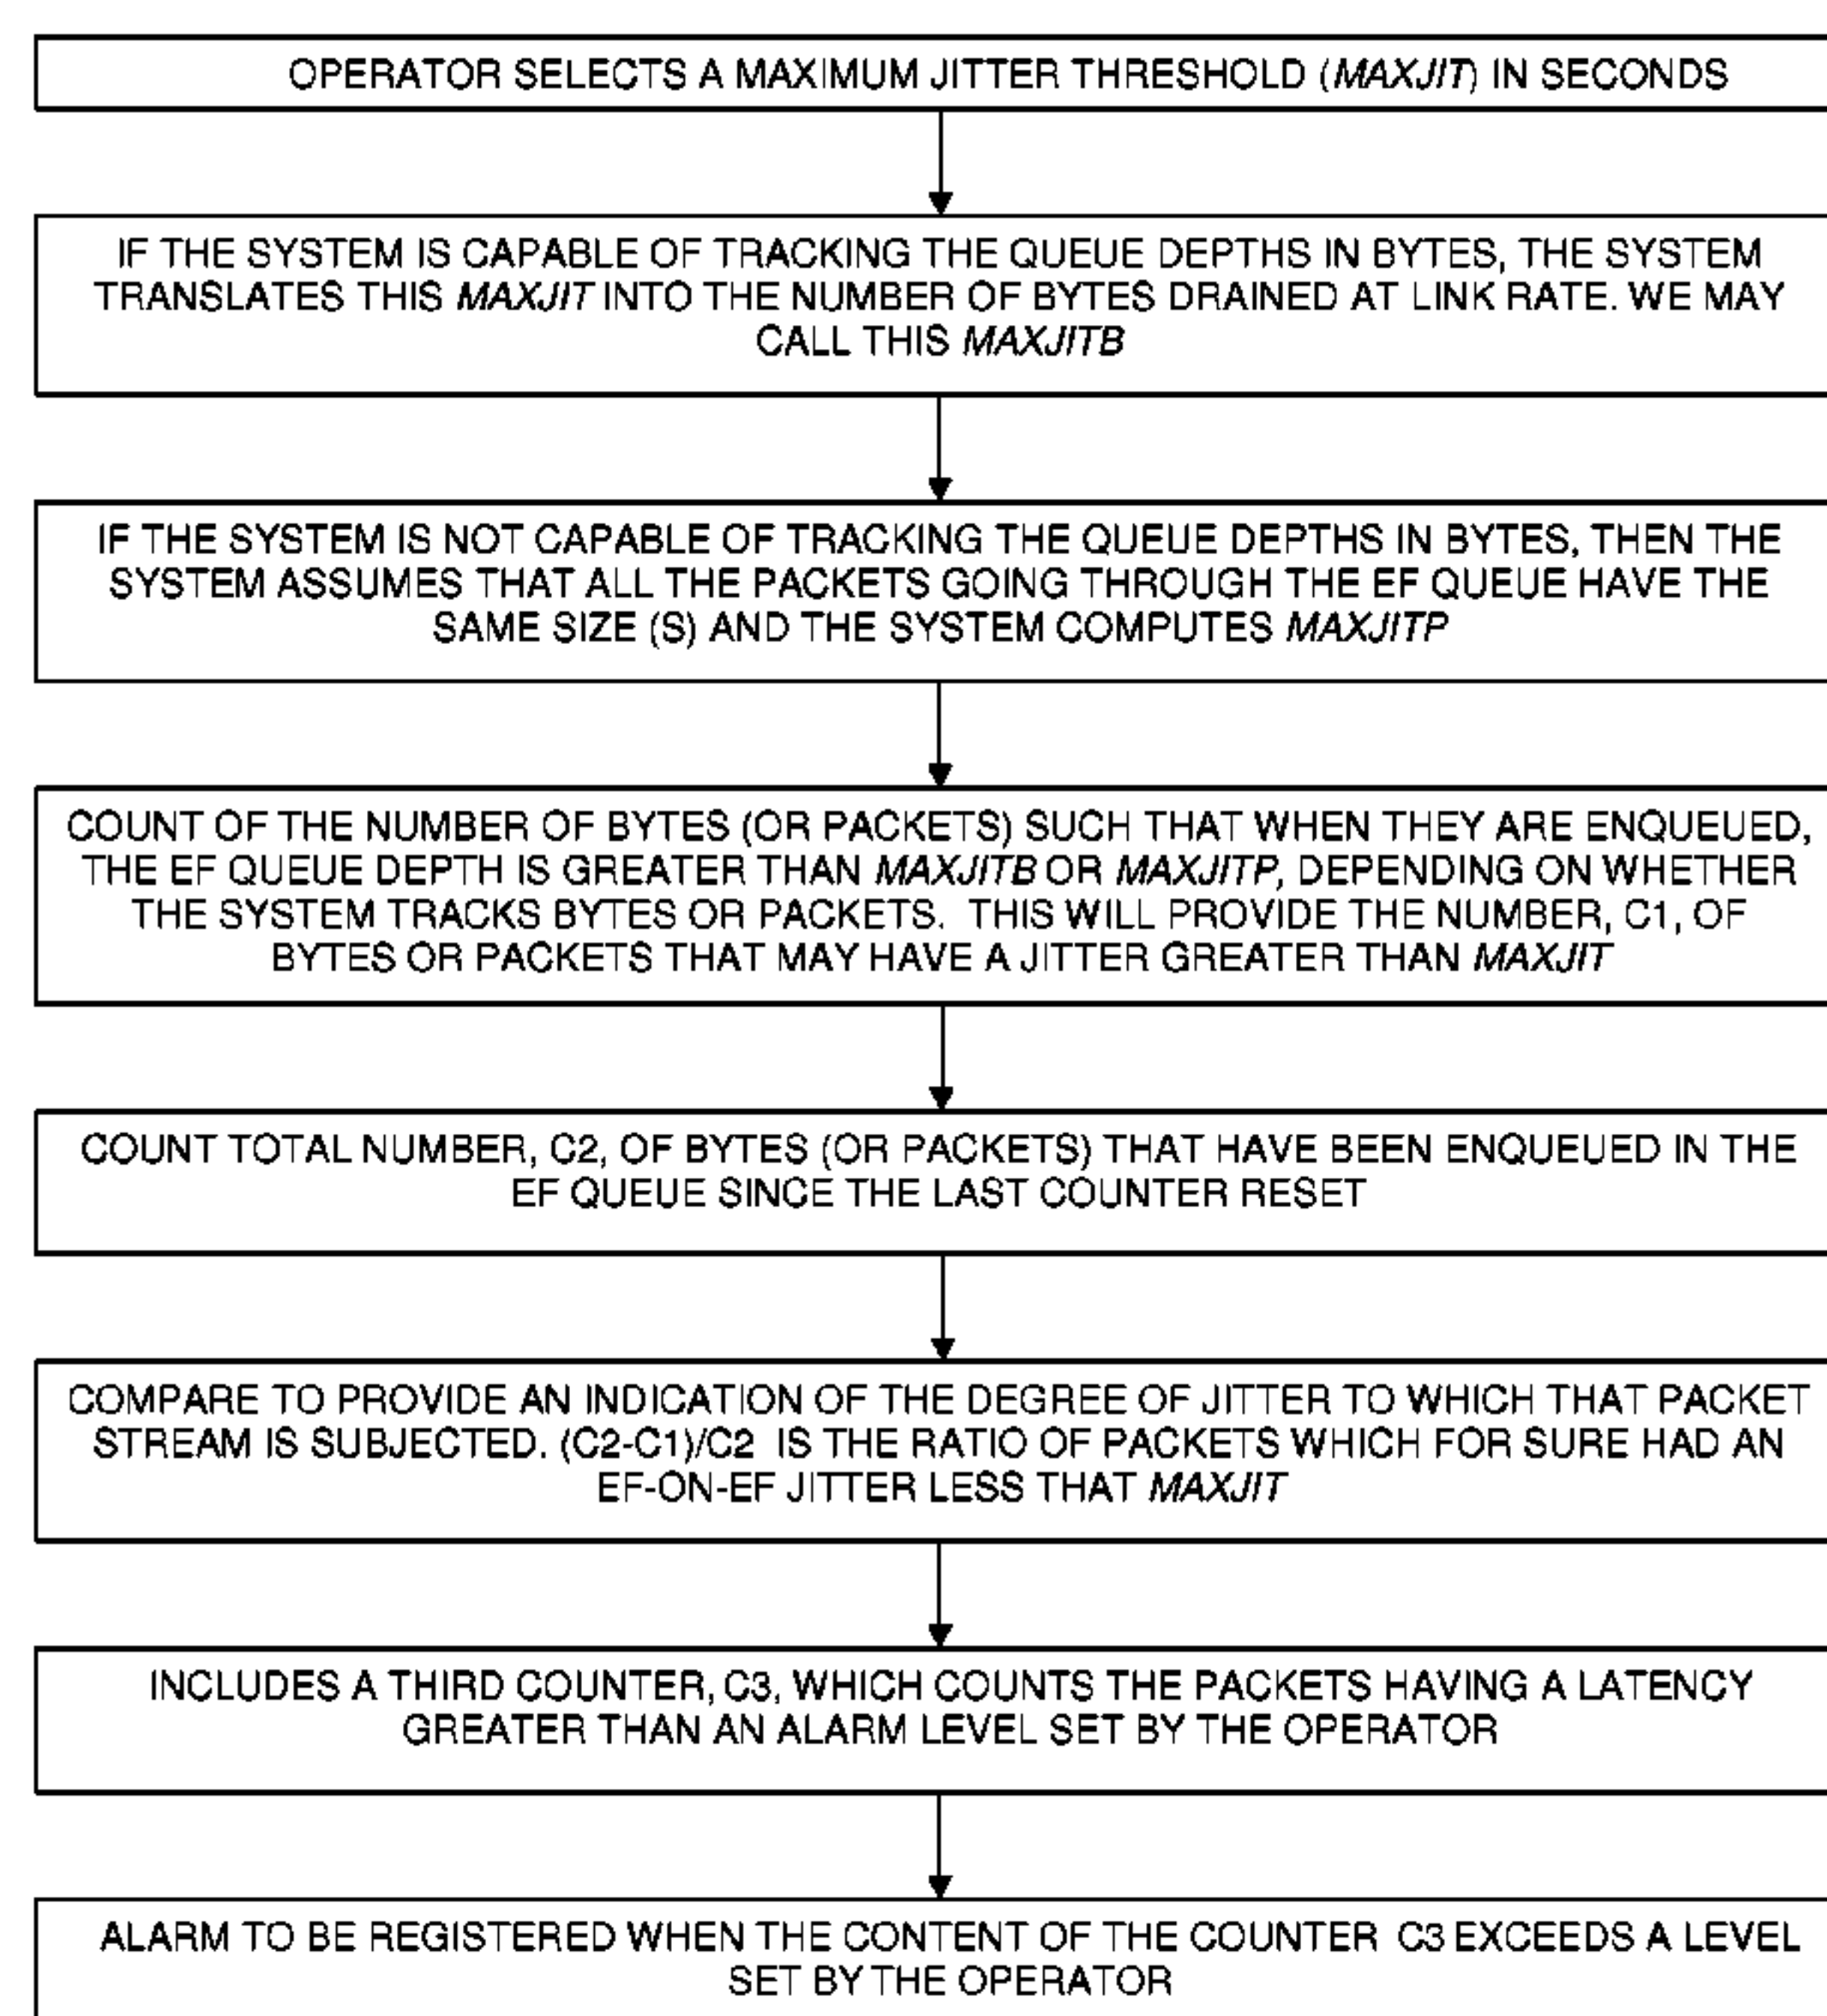 OPERATOR SELECTS A MAXIMUM JITTER THRESHOLD (MAXJIT) IN SECONDS
IF THE SYSTEM IS CAPABLE OF TRACKING THE QUEUE DEPTHS IN BYTES, THE SYSTEM
TRANSLATES THIS MAXJIT INTO THE NUMBER OF BYTES DRAINED AT LINK RATE. WE MAY
CALL THIS MAXJITB
IF THE SYSTEM IS NOT CAPABLE OF TRACKING THE QUEUE DEPTHS IN BYTES, THEN THE
SYSTEM ASSUMES THAT ALL THE PACKETS GOING THROUGH THE EF QUEUE HAVE THE
SAME SIZE (S) AND THE SYSTEM COMPUTES MAXJITP
COUNT OF THE NUMBER OF BYTES (OR PACKETS) SUCH THAT WHEN THEY ARE ENQUEUED,
THE EF QUEUE DEPTH IS GREATER THAN MAXJITB OR MAXJITP, DEPENDING ON WHETHER
THE SYSTEM TRACKS BYTES OR PACKETS. THIS WILL PROVIDE THE NUMBER, C1, OF
BYTES OR PACKETS THAT MAY HAVE A JITTER GREATER THAN MAXJIT
COUNT TOTAL NUMBER, C2, OF BYTES (OR PACKETS) THAT HAVE BEEN ENQUEUED IN THE
EF QUEUE SINCE THE LAST COUNTER RESET
COMPARE TO PROVIDE AN INDICATION OF THE DEGREE OF JITTER TO WHICH THAT PACKET
STREAM IS SUBJECTED. (C2-C1)/C2 IS THE RATIO OF PACKETS WHICH FOR SURE HAD AN
EF-ON-EF JITTER LESS THAT MAXJIT
INCLUDES A THIRD COUNTER, C3, WHICH COUNTS THE PACKETS HAVING A LATENCY
GREATER THAN AN ALARM LEVEL SET BY THE OPERATOR
ALARM TO BE REGISTERED WHEN THE CONTENT OF THE COUNTER C3 EXCEEDS A LEVEL
SET BY THE OPERATOR